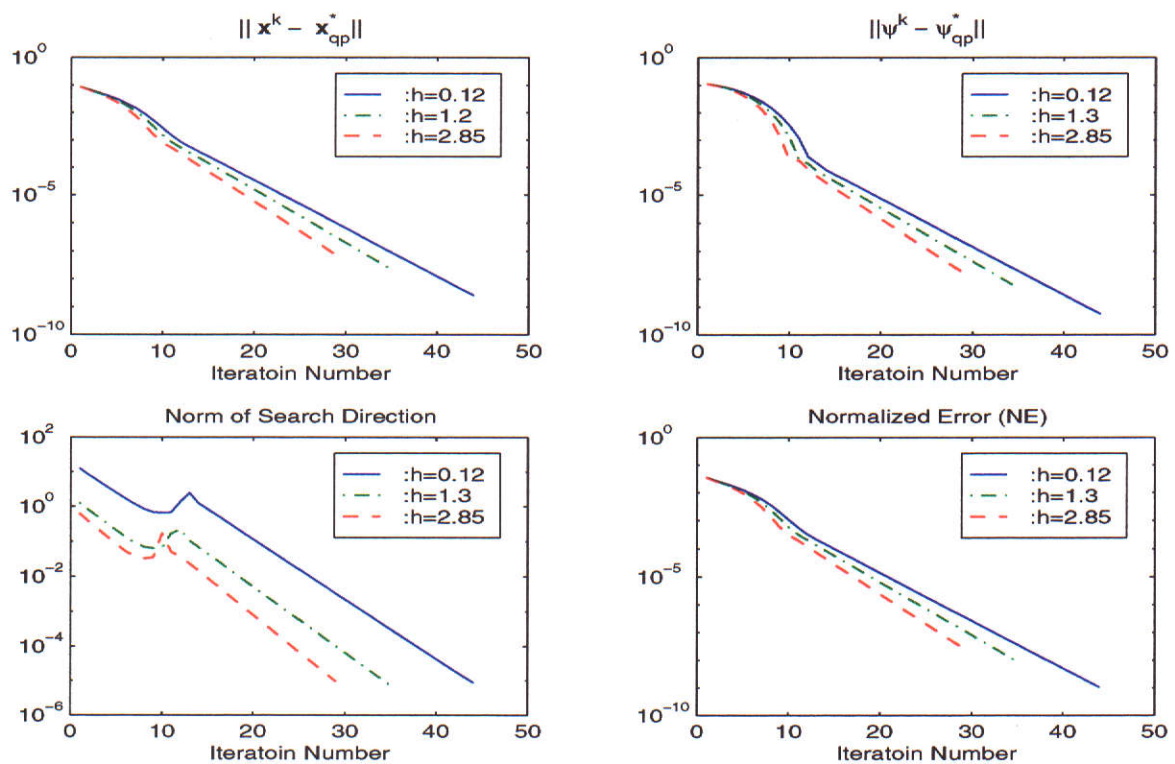 || x^k − x*_qp||
10^0
10^−5
10^−10
:h=0.12
:h=1.2
:h=2.85
0 10 20 30 40 50
Iteratoin Number
||ψ^k − ψ*_qp||
10^0
10^−5
10^−10
:h=0.12
:h=1.3
:h=2.85
0 10 20 30 40 50
Iteratoin Number
Norm of Search Direction
10^2
10^0
10^−2
10^−4
10^−6
:h=0.12
:h=1.3
:h=2.85
0 10 20 30 40 50
Iteratoin Number
Normalized Error (NE)
10^0
10^−5
10^−10
:h=0.12
:h=1.3
:h=2.85
0 10 20 30 40 50
Iteratoin Number